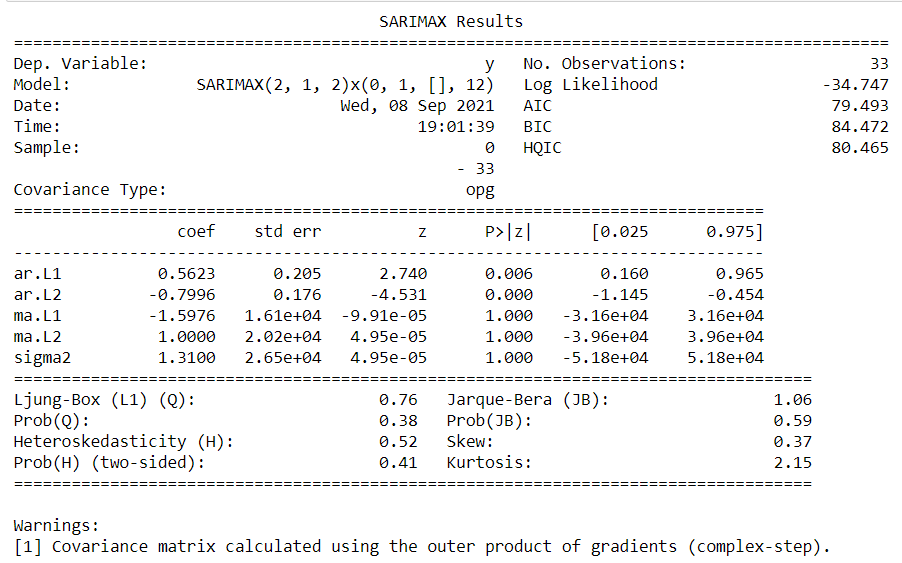 SARIMAX Results
==========================================================================================
Dep. Variable: y No. Observations: 33
Model: SARIMAX(2, 1, 2)x(0, 1, [], 12) Log Likelihood -34.747
Date: Wed, 08 Sep 2021 AIC 79.493
Time: 19:01:39 BIC 84.472
Sample: 0 HQIC 80.465
- 33
Covariance Type: opg
==============================================================================
coef std err z P>|z| [0.025 0.975]
------------------------------------------------------------------------------
ar.L1 0.5623 0.205 2.740 0.006 0.160 0.965
ar.L2 -0.7996 0.176 -4.531 0.000 -1.145 -0.454
ma.L1 -1.5976 1.61e+04 -9.91e-05 1.000 -3.16e+04 3.16e+04
ma.L2 1.0000 2.02e+04 4.95e-05 1.000 -3.96e+04 3.96e+04
sigma2 1.3100 2.65e+04 4.95e-05 1.000 -5.18e+04 5.18e+04
===================================================================================
Ljung-Box (L1) (Q): 0.76 Jarque-Bera (JB): 1.06
Prob(Q): 0.38 Prob(JB): 0.59
Heteroskedasticity (H): 0.52 Skew: 0.37
Prob(H) (two-sided): 0.41 Kurtosis: 2.15
===================================================================================
Warnings:
[1] Covariance matrix calculated using the outer product of gradients (complex-step).